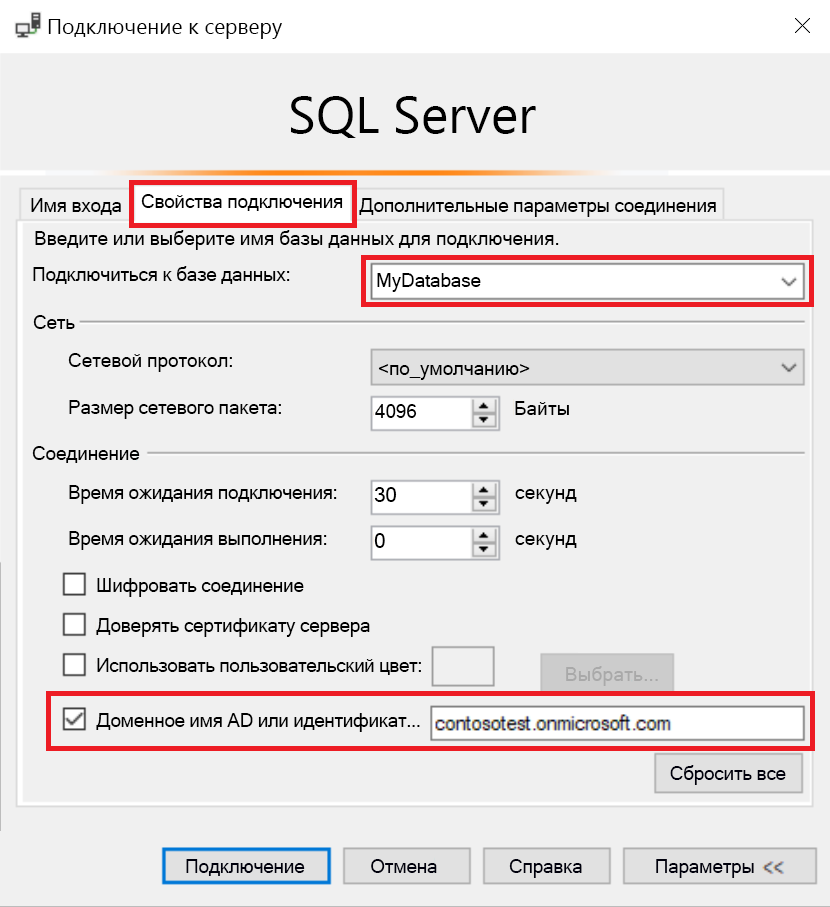 Подключение к серверу
SQL Server
Имя входа Свойства подключения Дополнительные параметры соединения
Введите или выберите имя базы данных для подключения.
Подключиться к базе данных: MyDatabase
Сеть
Сетевой протокол: <по_умолчанию>
Размер сетевого пакета: 4096 Байты
Соединение
Время ожидания подключения: 30 секунд
Время ожидания выполнения: 0 секунд
Шифровать соединение
Доверять сертификату сервера
Использовать пользовательский цвет: Выбрать...
Доменное имя AD или идентификат... contosotest.onmicrosoft.com
Сбросить все
Подключение Отмена Справка Параметры <<